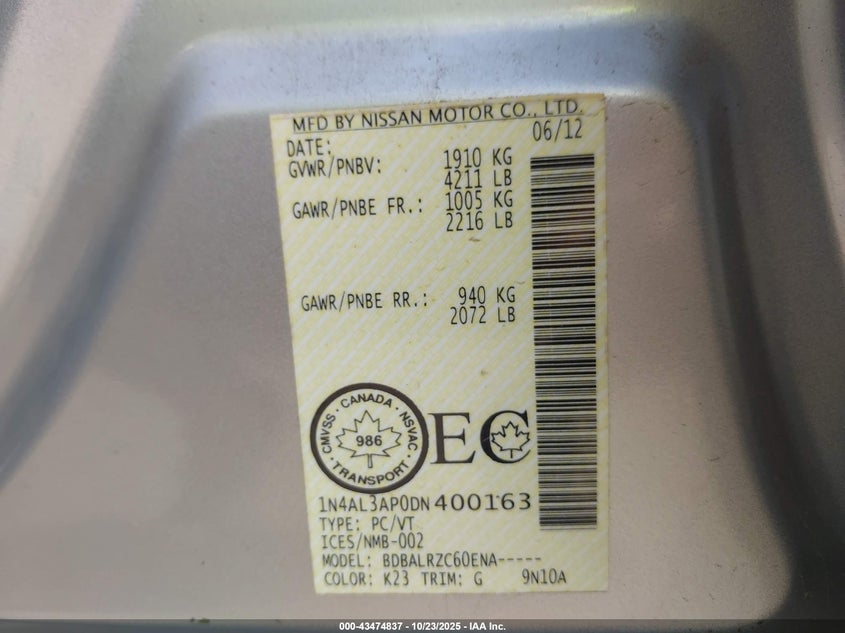 MFD BY NISSAN MOTOR CO., LTD.
DATE: 06/12
GVWR/PNBV: 1910 KG
4211 LB
GAWR/PNBE FR.: 1005 KG
2216 LB
GAWR/PNBE RR.: 940 KG
2072 LB
CMVSS · CANADA · NSVAC · TRANSPORT ·
986
EC
1N4AL3AP0DN400163
TYPE: PC/VT
ICES/NMB-002
MODEL: BDBALRZC60ENA-----
COLOR: K23 TRIM: G 9N10A
000-43474837 - 10/23/2025 - IAA Inc.